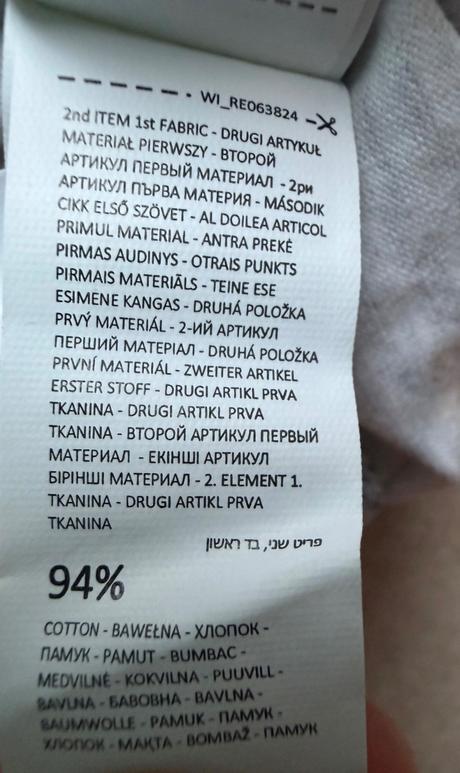 WI_RE063824
2nd ITEM 1st FABRIC - DRUGI ARTYKUŁ
MATERIAŁ PIERWSZY - ВТОРОЙ
АРТИКУЛ ПЕРВЫЙ МАТЕРИАЛ - 2ри
АРТИКУЛ ПЪРВА МАТЕРИЯ - MÁSODIK
CIKK ELSŐ SZÖVET - AL DOILEA ARTICOL
PRIMUL MATERIAL - ANTRA PREKĖ
PIRMAS AUDINYS - OTRAIS PUNKTS
PIRMAIS MATERIĀLS - TEINE ESE
ESIMENE KANGAS - DRUHÁ POLOŽKA
PRVÝ MATERIÁL - 2-ИЙ АРТИКУЛ
ПЕРШИЙ МАТЕРІАЛ - DRUHÁ POLOŽKA
PRVNÍ MATERIÁL - ZWEITER ARTIKEL
ERSTER STOFF - DRUGI ARTIKL PRVA
TKANINA - DRUGI ARTIKL PRVA
TKANINA - ВТОРОЙ АРТИКУЛ ПЕРВЫЙ
МАТЕРИАЛ - ЕКІНШІ АРТИКУЛ
БІРІНШІ МАТЕРИАЛ - 2. ELEMENT 1.
TKANINA - DRUGI ARTIKL PRVA
TKANINA
פריט שני, בד ראשון
94%
COTTON - BAWEŁNA - ХЛОПОК -
ПАМУК - PAMUT - BUMBAC -
MEDVILNĖ - KOKVILNA - PUUVILL -
BAVLNA - БАВОВНА - BAVLNA -
BAUMWOLLE - PAMUK - ПАМУК -
ХЛОПОК - МАҚТА - BOMBAŽ - ПАМУК